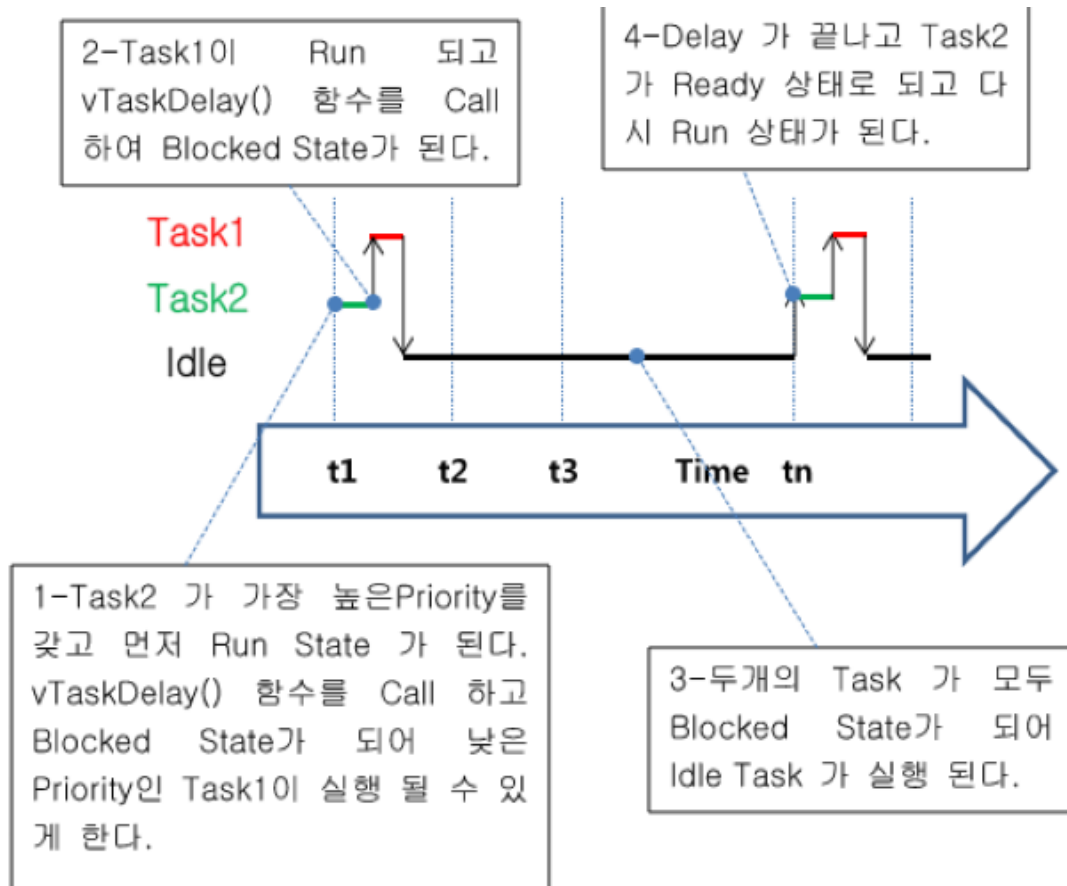 2-Task1이 Run 되고
vTaskDelay() 함수를 Call
하여 Blocked State가 된다.
4-Delay 가 끝나고 Task2
가 Ready 상태로 되고 다
시 Run 상태가 된다.
Task1
Task2
Idle
t1 t2 t3 Time tn
1-Task2 가 가장 높은Priority를
갖고 먼저 Run State 가 된다.
vTaskDelay() 함수를 Call 하고
Blocked State가 되어 낮은
Priority인 Task1이 실행 될 수 있
게 한다.
3-두개의 Task 가 모두
Blocked State가 되어
Idle Task 가 실행 된다.